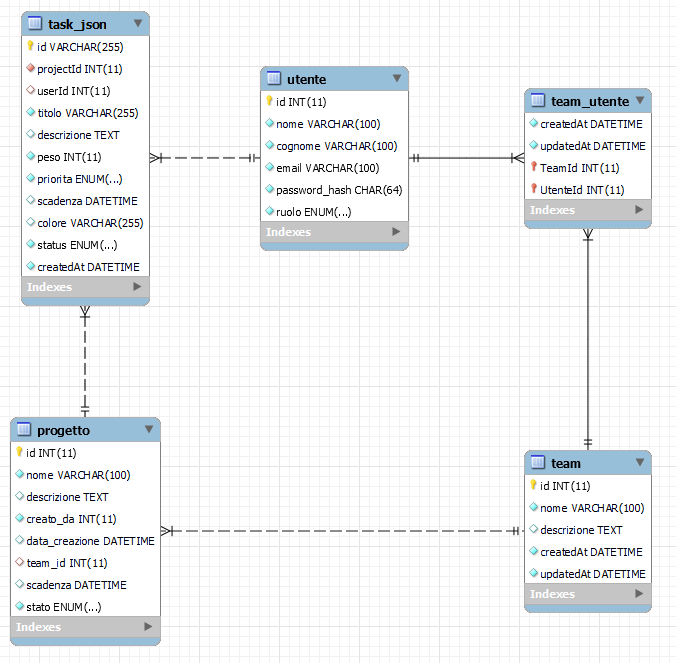 task_json
id VARCHAR(255)
projectId INT(11)
userId INT(11)
titolo VARCHAR(255)
descrizione TEXT
peso INT(11)
priorita ENUM(...)
scadenza DATETIME
colore VARCHAR(255)
status ENUM(...)
createdAt DATETIME
Indexes
utente
id INT(11)
nome VARCHAR(100)
cognome VARCHAR(100)
email VARCHAR(100)
password_hash CHAR(64)
ruolo ENUM(...)
Indexes
team_utente
createdAt DATETIME
updatedAt DATETIME
TeamId INT(11)
UtenteId INT(11)
Indexes
progetto
id INT(11)
nome VARCHAR(100)
descrizione TEXT
creato_da INT(11)
data_creazione DATETIME
team_id INT(11)
scadenza DATETIME
stato ENUM(...)
Indexes
team
id INT(11)
nome VARCHAR(100)
descrizione TEXT
createdAt DATETIME
updatedAt DATETIME
Indexes